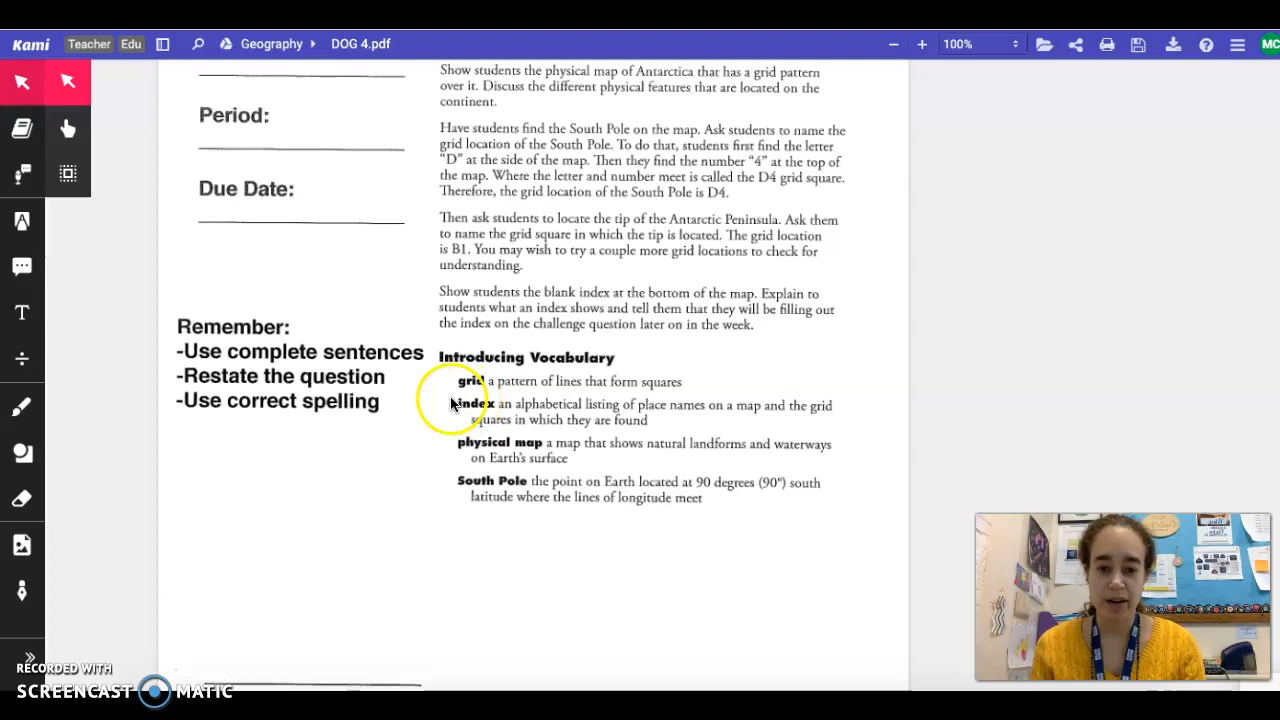 Kami
Teacher
Edu
Geography
DOG 4.pdf
100%
MC
Period:
Due Date:
Remember:
-Use complete sentences
-Restate the question
-Use correct spelling
Show students the physical map of Antarctica that has a grid pattern
over it. Discuss the different physical features that are located on the
continent.
Have students find the South Pole on the map. Ask students to name the
grid location of the South Pole. To do that, students first find the letter
“D” at the side of the map. Then they find the number “4” at the top of
the map. Where the letter and number meet is called the D4 grid square.
Therefore, the grid location of the South Pole is D4.
Then ask students to locate the tip of the Antarctic Peninsula. Ask them
to name the grid square in which the tip is located. The grid location
is B1. You may wish to try a couple more grid locations to check for
understanding.
Show students the blank index at the bottom of the map. Explain to
students what an index shows and tell them that they will be filling out
the index on the challenge question later on in the week.
Introducing Vocabulary
grid a pattern of lines that form squares
index an alphabetical listing of place names on a map and the grid
squares in which they are found
physical map a map that shows natural landforms and waterways
on Earth's surface
South Pole the point on Earth located at 90 degrees (90°) south
latitude where the lines of longitude meet
RECORDED WITH
SCREENCAST MATIC